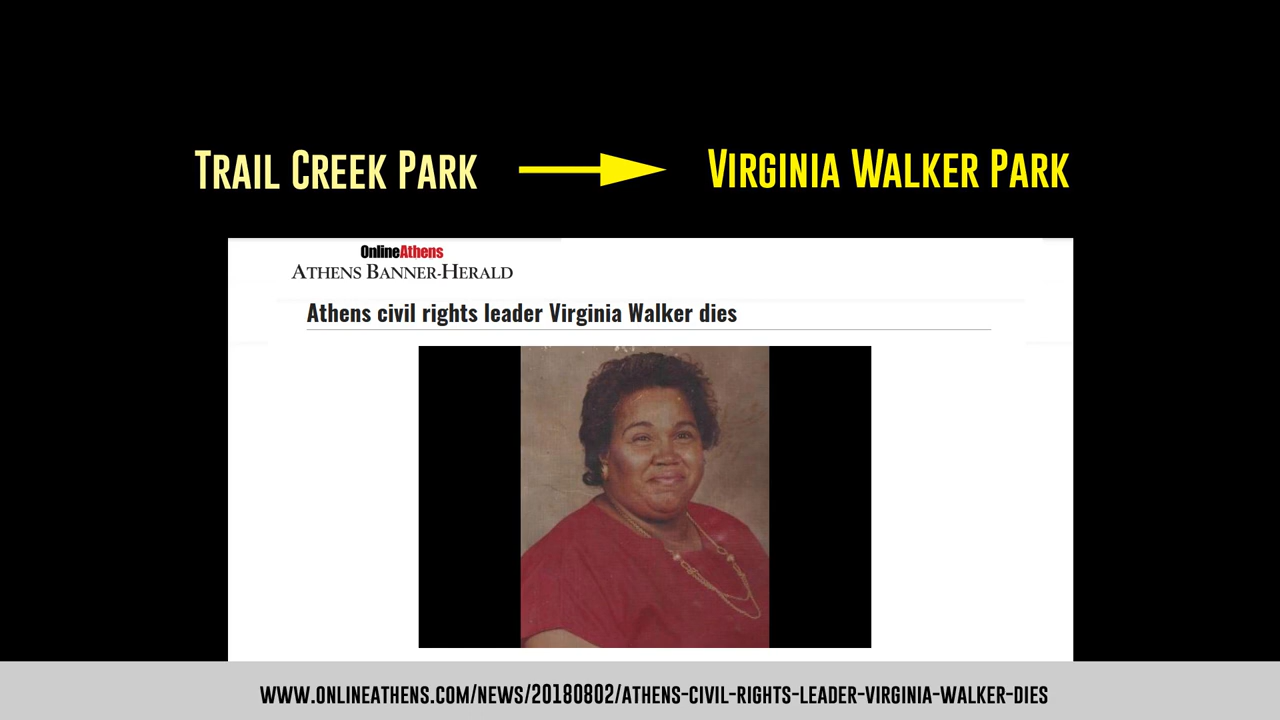 Trail Creek Park → Virginia Walker Park
OnlineAthens
Athens Banner-Herald
Athens civil rights leader Virginia Walker dies
www.onlineathens.com/news/20180802/athens-civil-rights-leader-virginia-walker-dies